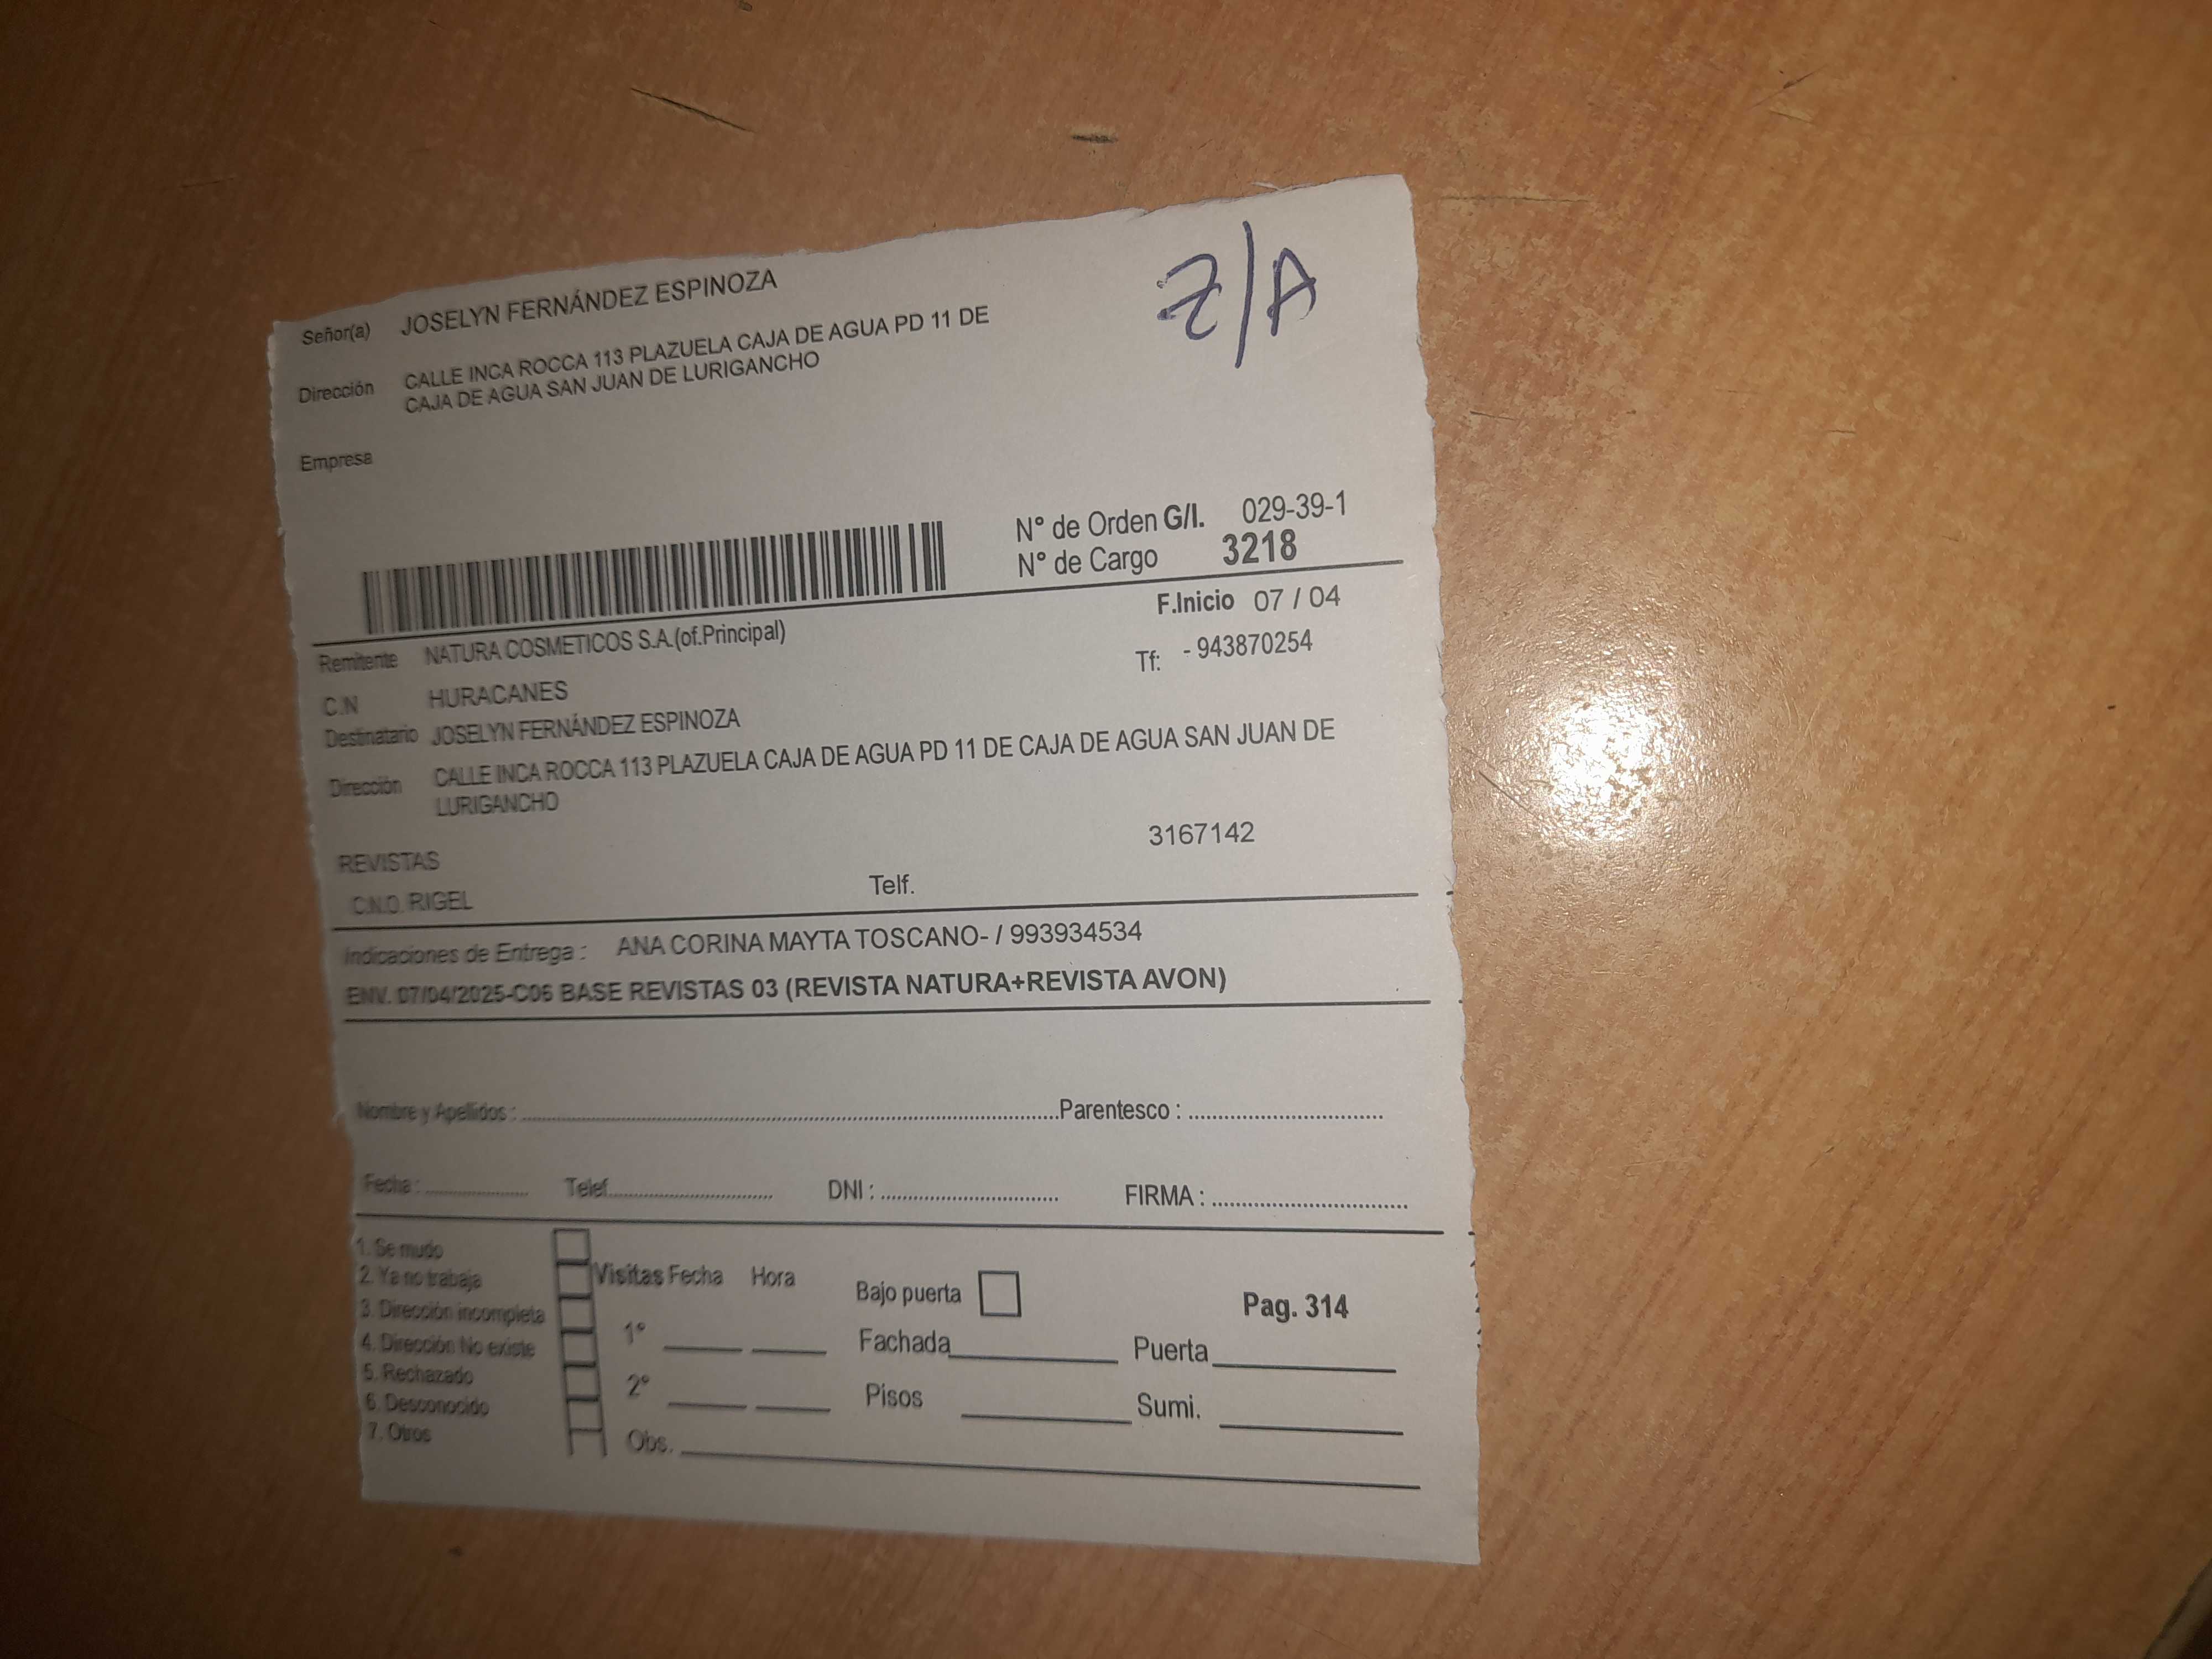 Z/A
Señor(a) JOSELYN FERNÁNDEZ ESPINOZA
Dirección CALLE INCA ROCCA 113 PLAZUELA CAJA DE AGUA PD 11 DE
CAJA DE AGUA SAN JUAN DE LURIGANCHO
Empresa
N° de Orden G/I. 029-39-1
N° de Cargo 3218
F.Inicio 07 / 04
Remitente NATURA COSMETICOS S.A.(of.Principal)
Tf: - 943870254
C.N HURACANES
Destinatario JOSELYN FERNÁNDEZ ESPINOZA
Dirección CALLE INCA ROCCA 113 PLAZUELA CAJA DE AGUA PD 11 DE CAJA DE AGUA SAN JUAN DE
LURIGANCHO
3167142
REVISTAS
C.N.O. RIGEL Telf.
Indicaciones de Entrega : ANA CORINA MAYTA TOSCANO- / 993934534
ENV. 07/04/2025-C06 BASE REVISTAS 03 (REVISTA NATURA+REVISTA AVON)
Nombre y Apellidos : Parentesco :
Fecha : Telef. DNI : FIRMA :
1. Se mudo
2. Ya no trabaja
3. Dirección incompleta
4. Dirección No existe
5. Rechazado
6. Desconocido
7. Otros
Visitas Fecha Hora
1°
2°
Obs.
Bajo puerta
Pag. 314
Fachada Puerta
Pisos Sumi.